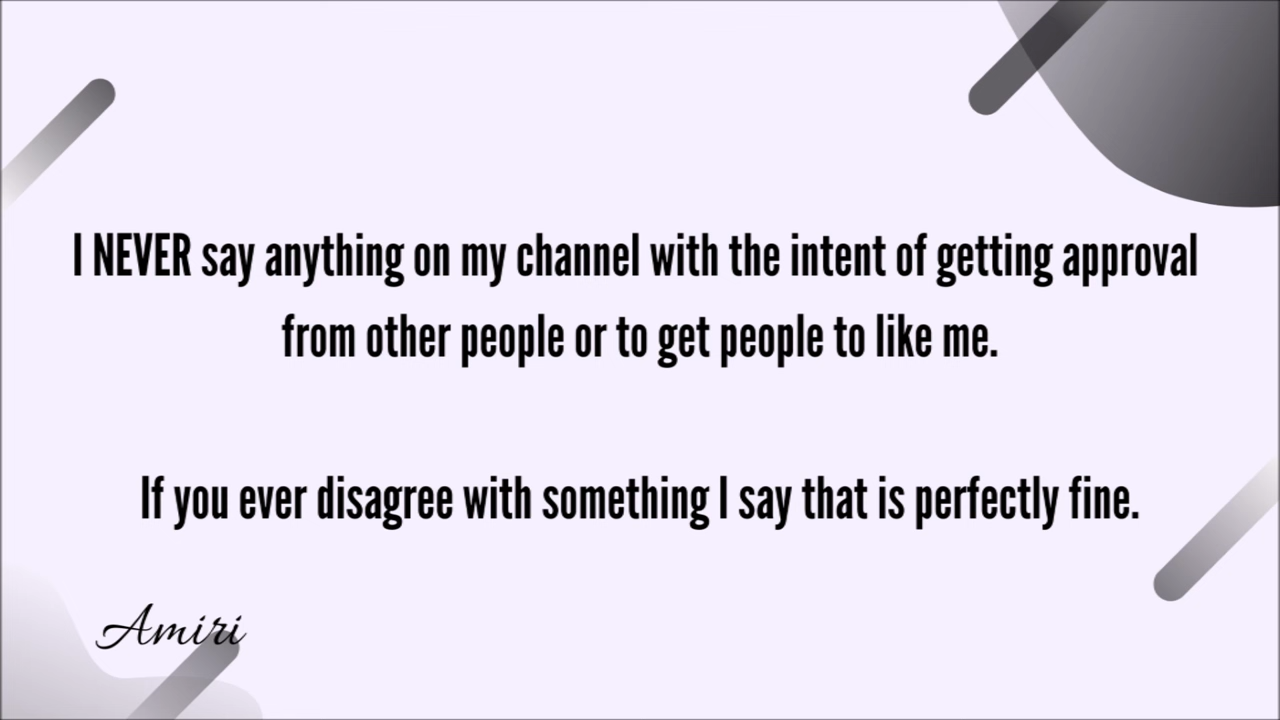 I NEVER say anything on my channel with the intent of getting approval
from other people or to get people to like me.
If you ever disagree with something I say that is perfectly fine.
Amiri